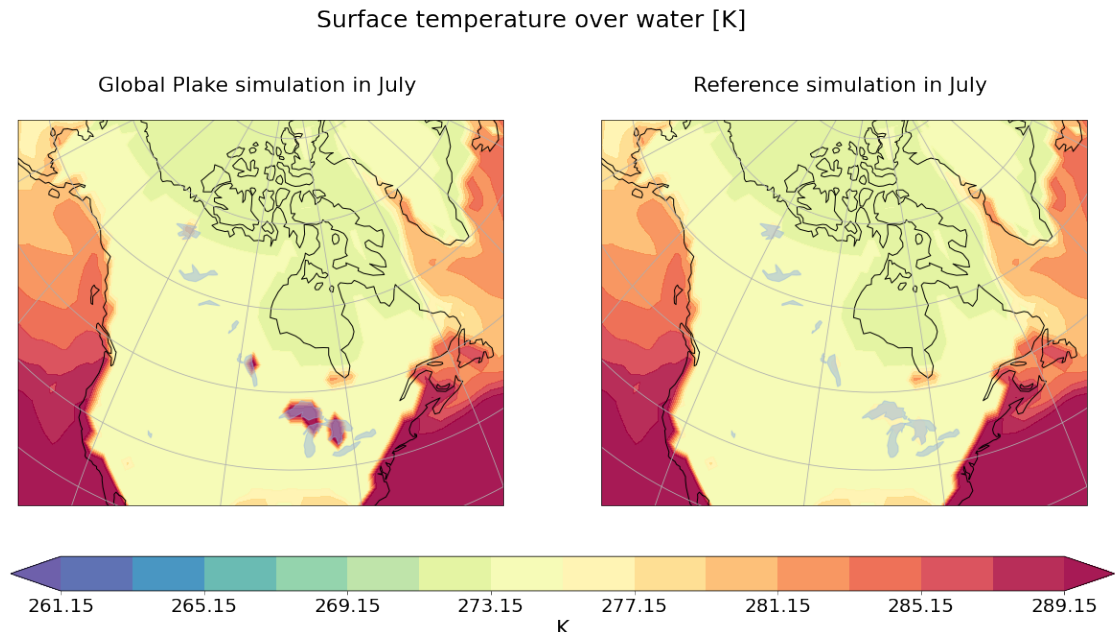 Surface temperature over water [K]
Global Plake simulation in July
Reference simulation in July
261.15 265.15 269.15 273.15 277.15 281.15 285.15 289.15
K